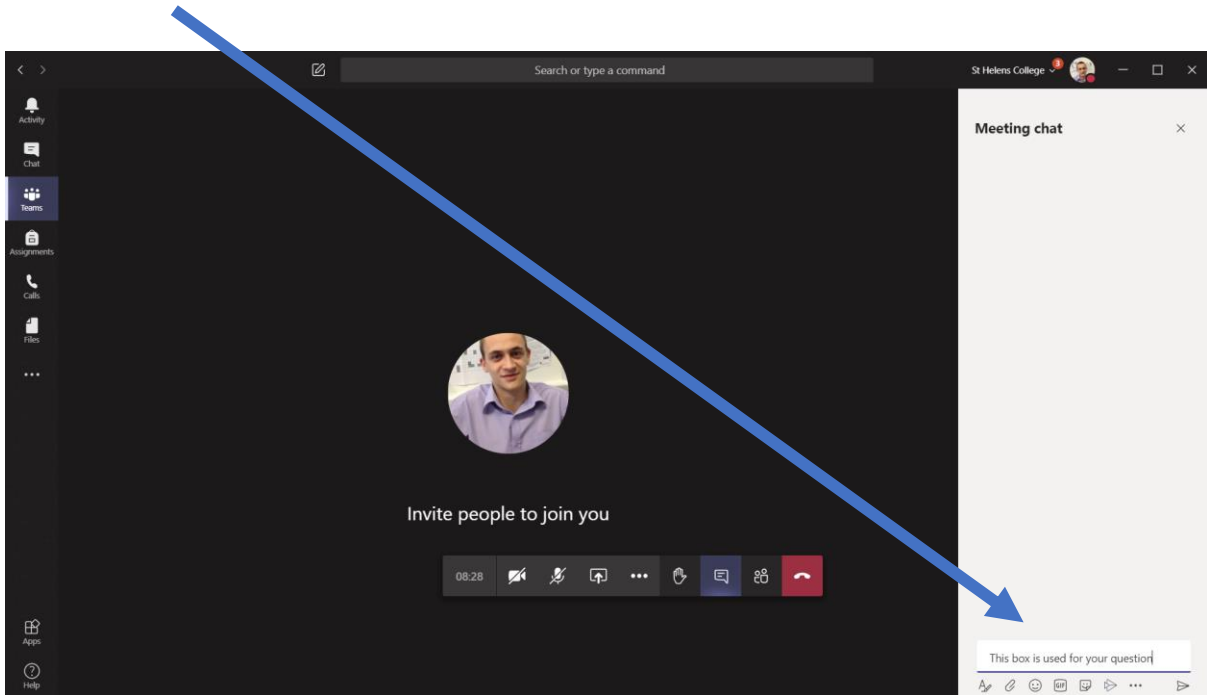 Search or type a command
St Helens College
3
Activity
Chat
Teams
Assignments
Calls
Files
Apps
Help
Invite people to join you
08:28
Meeting chat
This box is used for your question
GIF